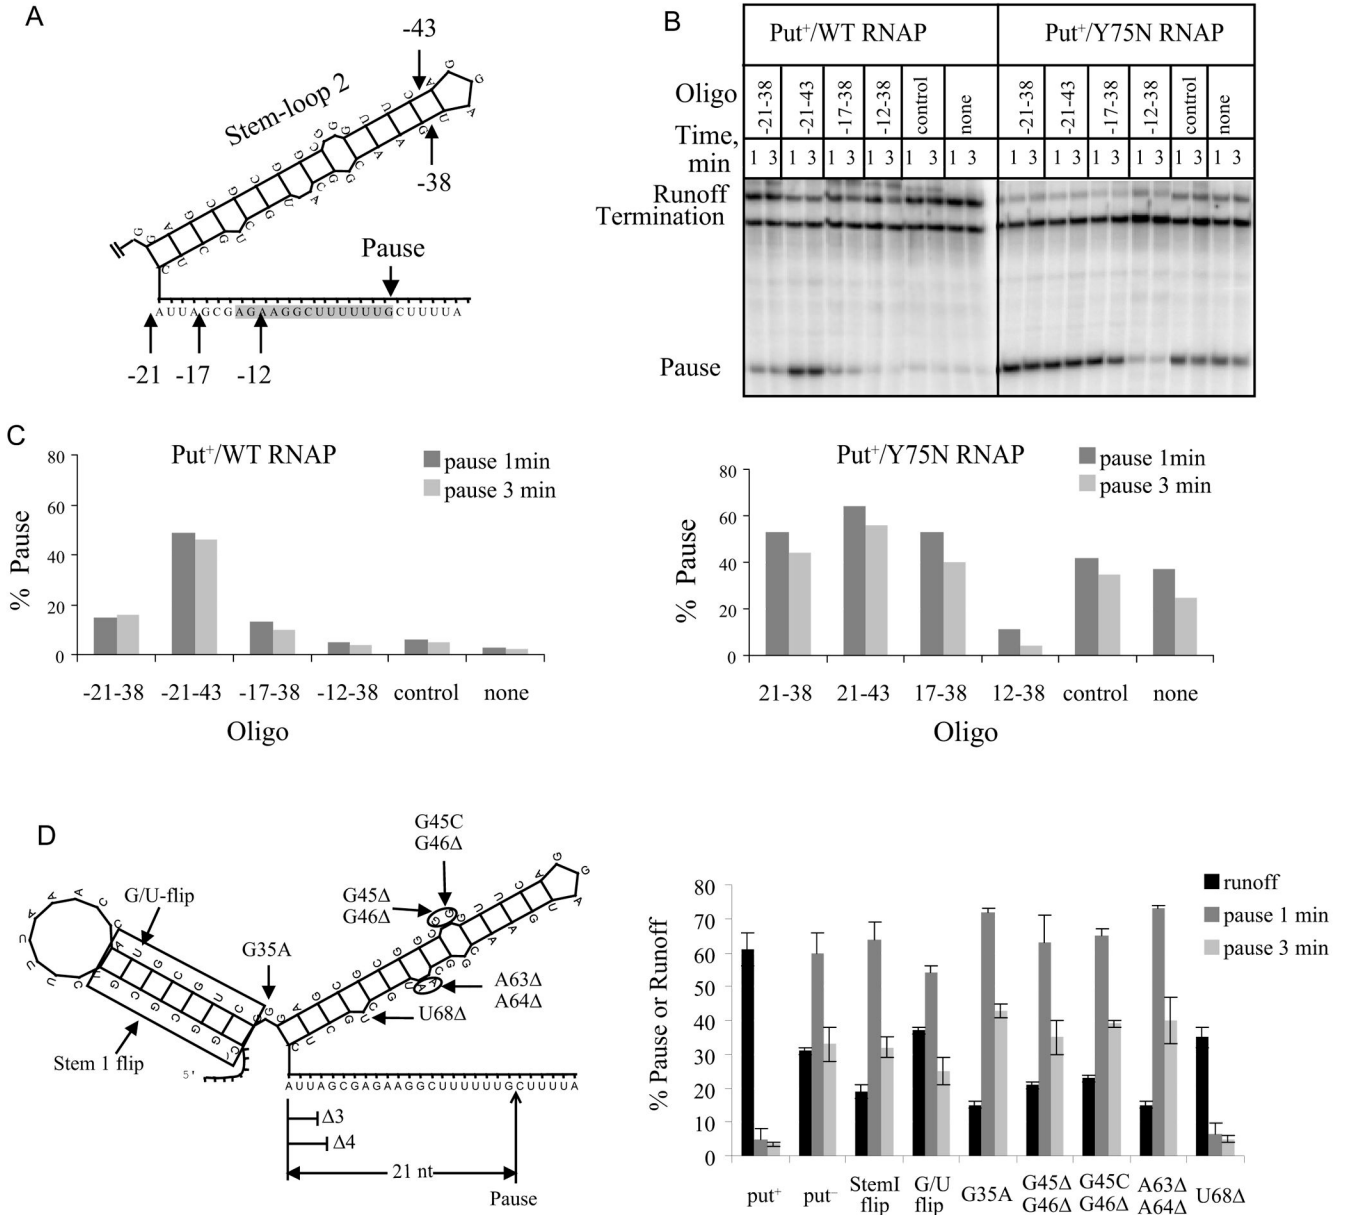 A
Stem-loop 2
-43
-38
Pause
AUUAGCGAGAAGGCUUUUUUGCUUUUA
-21 -17 -12
B
Put+/WT RNAP Put+/Y75N RNAP
Oligo -21-38 -21-43 -17-38 -12-38 control none -21-38 -21-43 -17-38 -12-38 control none
Time, min 1 3 1 3 1 3 1 3 1 3 1 3 1 3 1 3 1 3 1 3 1 3 1 3
Runoff
Termination
Pause
C
Put+/WT RNAP
pause 1min
pause 3 min
% Pause
80
60
40
20
0
-21-38 -21-43 -17-38 -12-38 control none
Oligo
Put+/Y75N RNAP
pause 1min
pause 3 min
% Pause
80
60
40
20
0
21-38 21-43 17-38 12-38 control none
Oligo
D
G45C
G46Δ
G45Δ
G46Δ
G/U-flip
G35A
A63Δ
A64Δ
U68Δ
Stem 1 flip
5'
AUUAGCGAGAAGGCUUUUUUGCUUUUA
Δ3
Δ4
21 nt
Pause
% Pause or Runoff
80
70
60
50
40
30
20
10
0
runoff
pause 1 min
pause 3 min
put+ put− StemI flip G/U flip G35A G45Δ G46Δ G45C G46Δ A63Δ A64Δ U68Δ